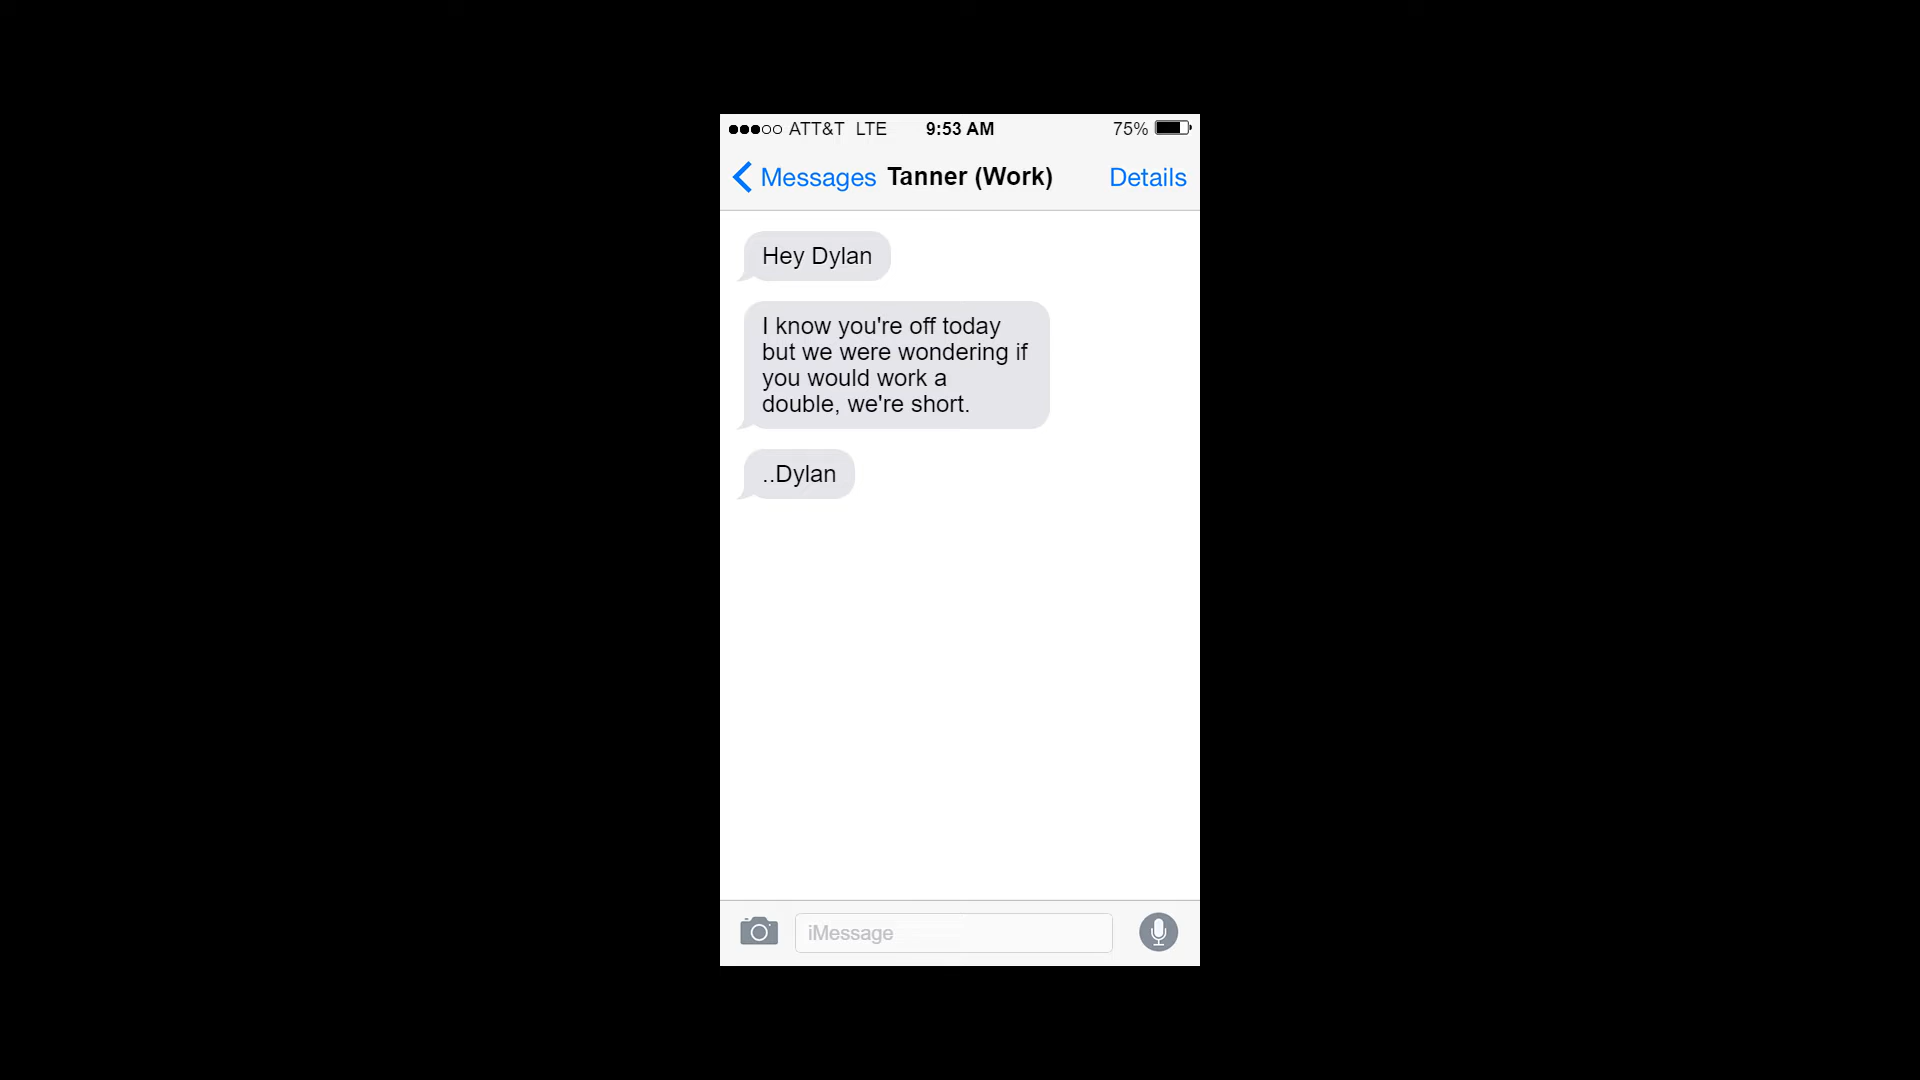 ATT&T LTE 9:53 AM 75%
Messages Tanner (Work) Details
Hey Dylan
I know you're off today
but we were wondering if
you would work a
double, we're short.
..Dylan
iMessage